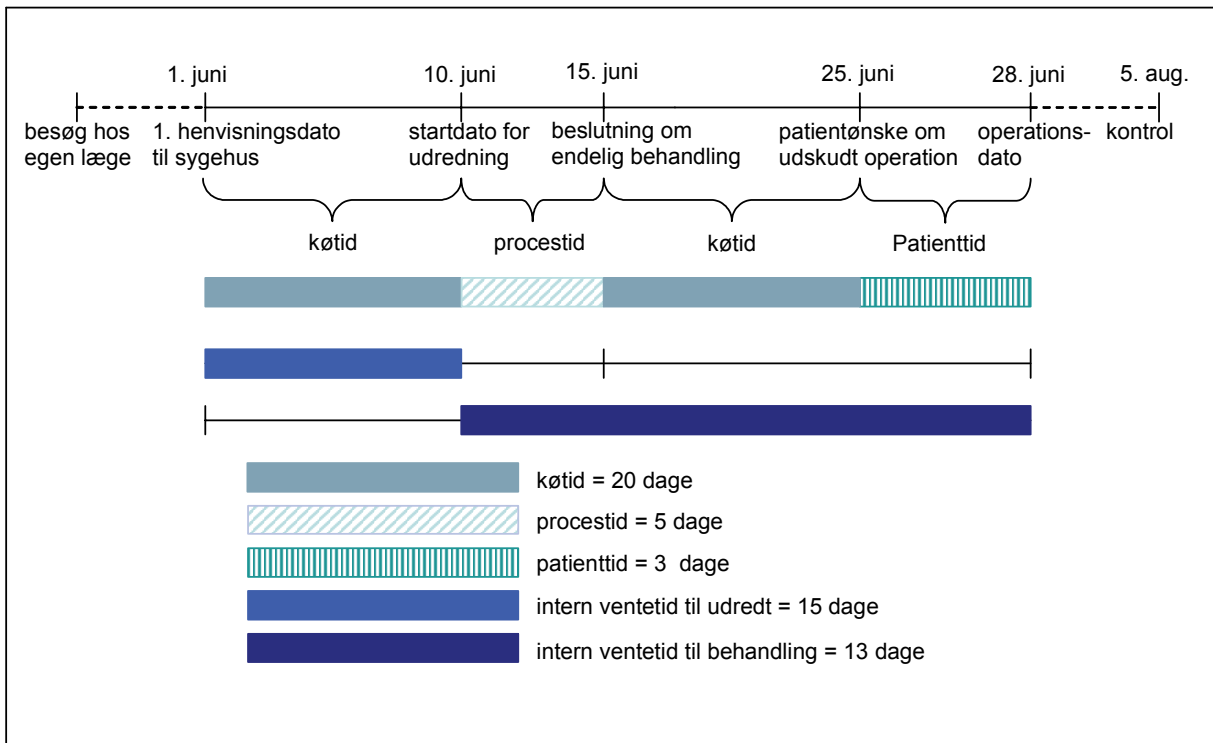 1. juni
10. juni
15. juni
25. juni
28. juni
5. aug.
besøg hos
egen læge
1. henvisningsdato
til sygehus
startdato for
udredning
beslutning om
endelig behandling
patientønske om
udskudt operation
operations-
dato
kontrol
køtid
procestid
køtid
Patienttid
køtid = 20 dage
procestid = 5 dage
patienttid = 3 dage
intern ventetid til udredt = 15 dage
intern ventetid til behandling = 13 dage